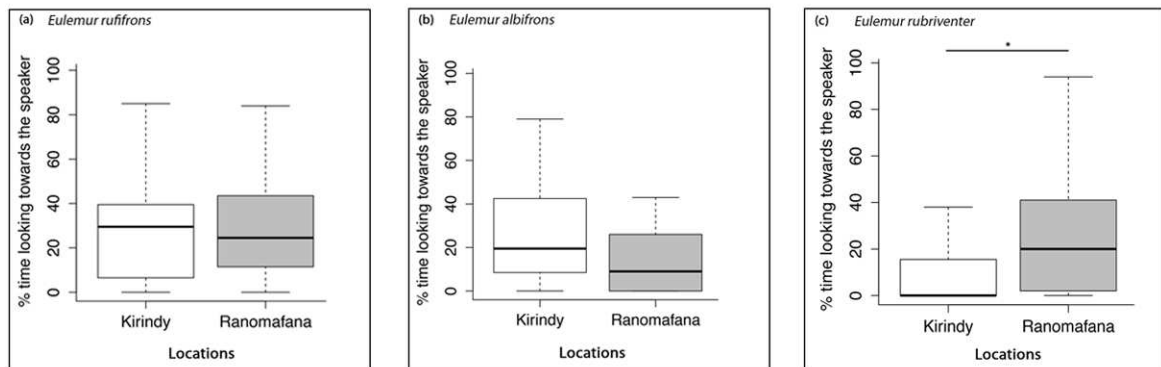 (a) Eulemur rufifrons
% time looking towards the speaker
100
80
60
40
20
0
Kirindy Ranomafana
Locations
(b) Eulemur albifrons
% time looking towards the speaker
100
80
60
40
20
0
Kirindy Ranomafana
Locations
(c) Eulemur rubriventer
*
% time looking towards the speaker
100
80
60
40
20
0
Kirindy Ranomafana
Locations